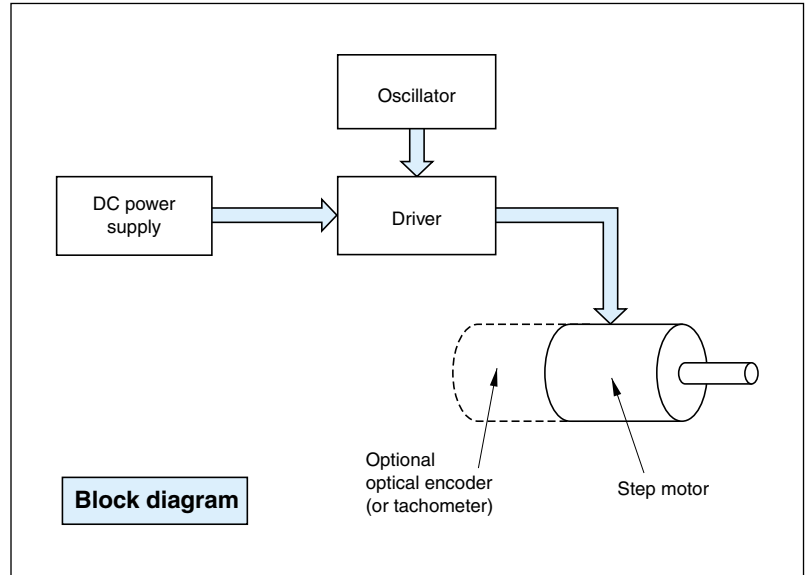 Oscillator
DC power
supply
Driver
Optional
optical encoder
(or tachometer)
Step motor
Block diagram